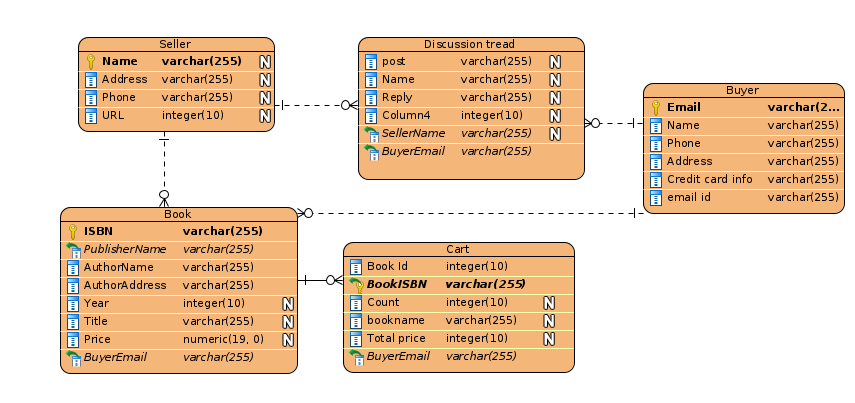 Seller
Name varchar(255) N
Address varchar(255) N
Phone varchar(255) N
URL integer(10) N
Discussion tread
post varchar(255) N
Name varchar(255) N
Reply varchar(255) N
Column4 integer(10) N
SellerName varchar(255) N
BuyerEmail varchar(255)
Buyer
Email varchar(2...
Name varchar(255)
Phone varchar(255)
Address varchar(255)
Credit card info varchar(255)
email id varchar(255)
Book
ISBN varchar(255)
PublisherName varchar(255)
AuthorName varchar(255)
AuthorAddress varchar(255)
Year integer(10) N
Title varchar(255) N
Price numeric(19, 0) N
BuyerEmail varchar(255)
Cart
Book Id integer(10)
BookISBN varchar(255)
Count integer(10) N
bookname varchar(255) N
Total price integer(10) N
BuyerEmail varchar(255)